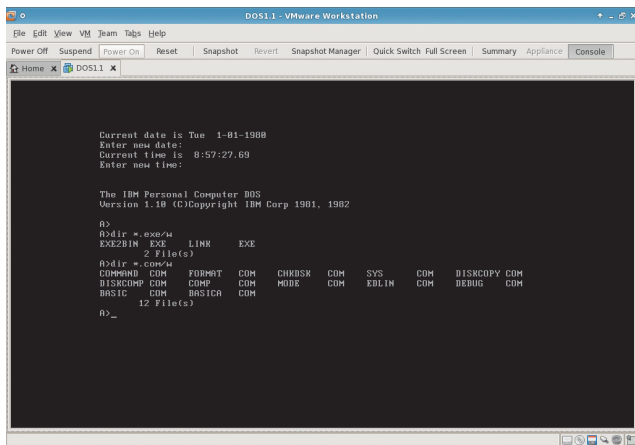 DOS1.1 - VMware Workstation
File Edit View VM Team Tabs Help
Power Off Suspend Power On Reset Snapshot Revert Snapshot Manager Quick Switch Full Screen Summary Appliance Console
Home DOS1.1
Current date is Tue  1-01-1980
Enter new date:
Current time is  8:57:27.69
Enter new time:
The IBM Personal Computer DOS
Version 1.10 (C)Copyright IBM Corp 1981, 1982
A>
A>dir *.exe/w
EXE2BIN  EXE    LINK     EXE
        2 File(s)
A>dir *.com/w
COMMAND  COM    FORMAT   COM    CHKDSK   COM    SYS      COM    DISKCOPY COM
DISKCOMP COM    COMP     COM    MODE     COM    EDLIN    COM    DEBUG    COM
BASIC    COM    BASICA   COM
       12 File(s)
A>_